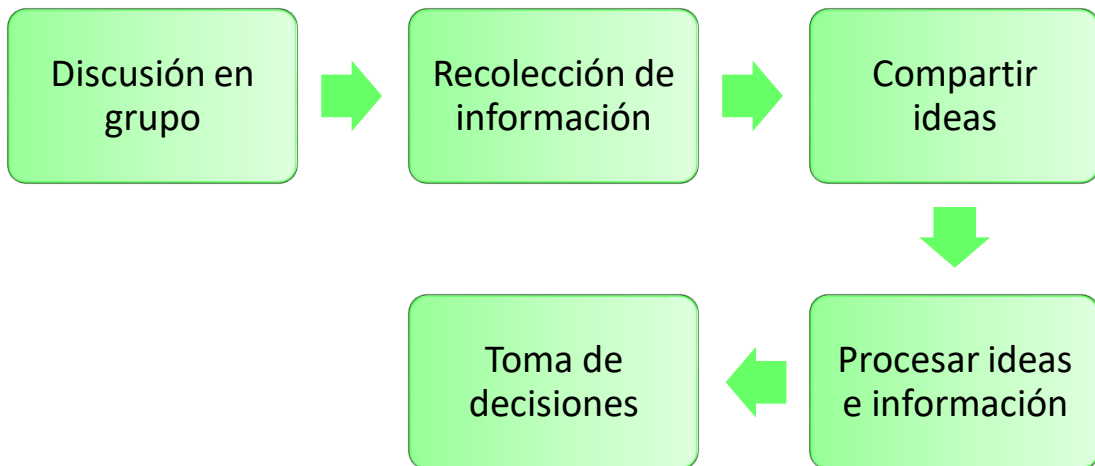 Discusión en
grupo
Recolección de
información
Compartir
ideas
Procesar ideas
e información
Toma de
decisiones